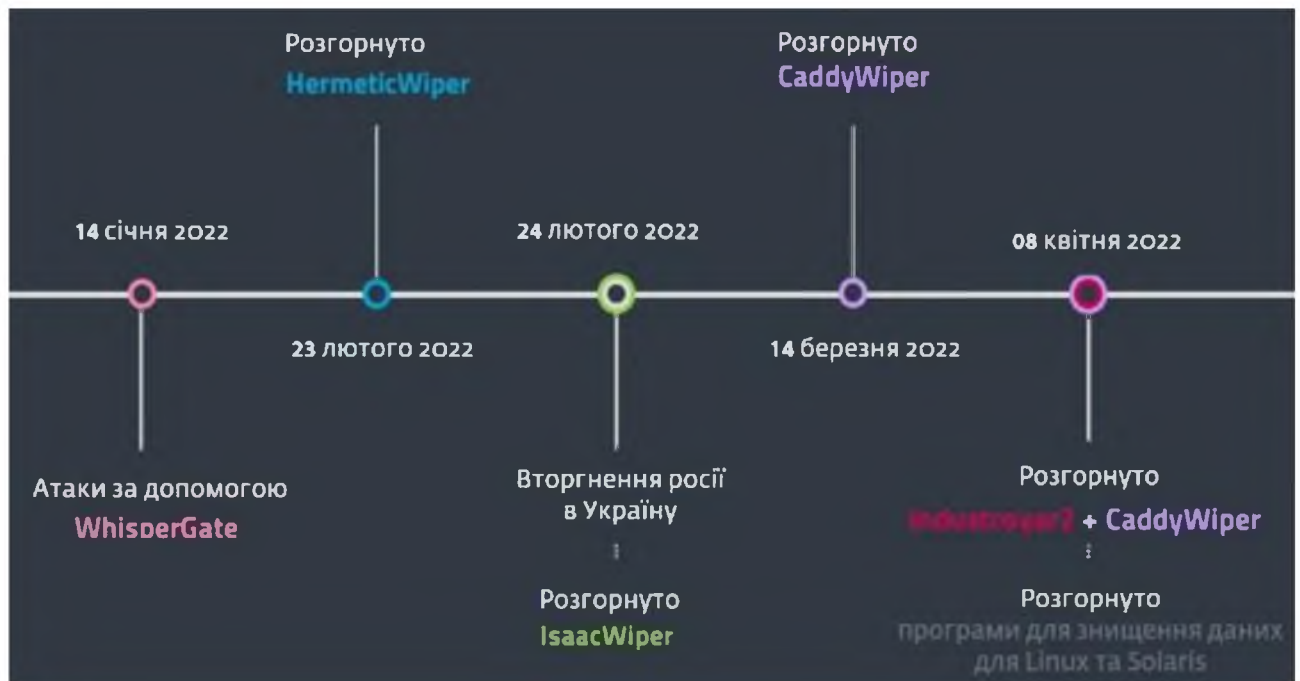 Розгорнуто
HermeticWiper
Розгорнуто
CaddyWiper
14 січня 2022
24 лютого 2022
08 квітня 2022
23 лютого 2022
14 березня 2022
Атаки за допомогою
WhisperGate
Вторгнення росії
в Україну
Розгорнуто
IsaacWiper
Розгорнуто
Industroyer2 + CaddyWiper
Розгорнуто
програми для знищення даних
для Linux та Solaris